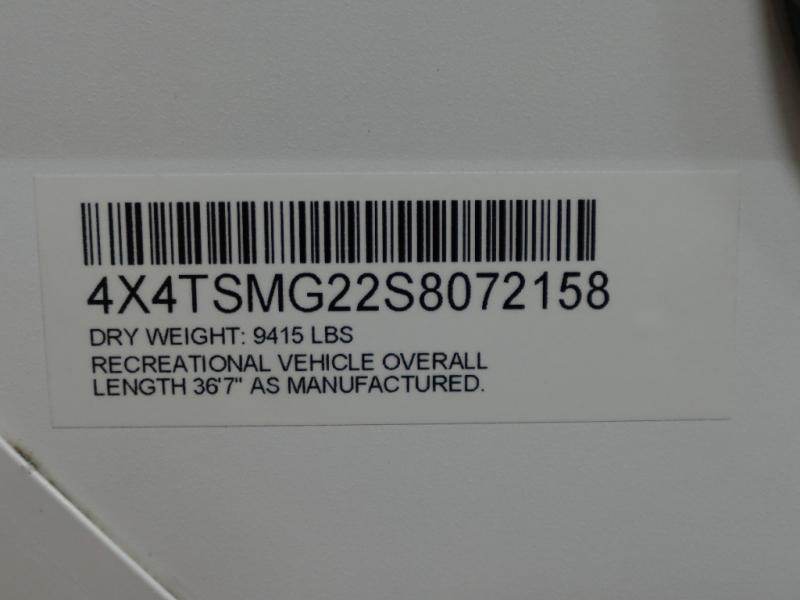 4X4TSMG22S8072158
DRY WEIGHT: 9415 LBS
RECREATIONAL VEHICLE OVERALL
LENGTH 36'7" AS MANUFACTURED.